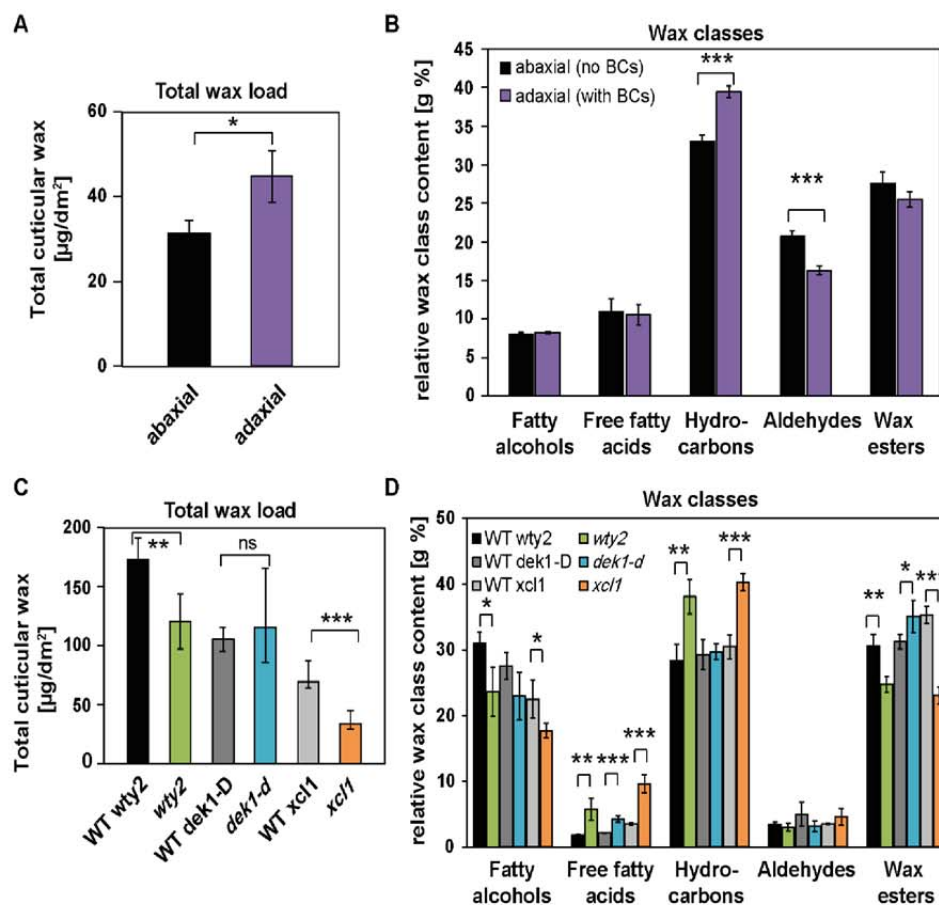 A
Total wax load
Total cuticular wax
[µg/dm²]
60
40
20
0
*
abaxial
adaxial
B
Wax classes
relative wax class content [g %]
45
40
35
30
25
20
15
10
5
0
abaxial (no BCs)
adaxial (with BCs)
***
***
Fatty
alcohols
Free fatty
acids
Hydro-
carbons
Aldehydes
Wax
esters
C
Total wax load
Total cuticular wax
[µg/dm²]
200
150
100
50
0
**
ns
***
WT wty2
wty2
WT dek1-D
dek1-d
WT xcl1
xcl1
D
Wax classes
relative wax class content [g %]
50
40
30
20
10
0
WT wty2
WT dek1-D
WT xcl1
wty2
dek1-d
xcl1
*
*
**
***
***
**
***
**
*
Fatty
alcohols
Free fatty
acids
Hydro-
carbons
Aldehydes
Wax
esters